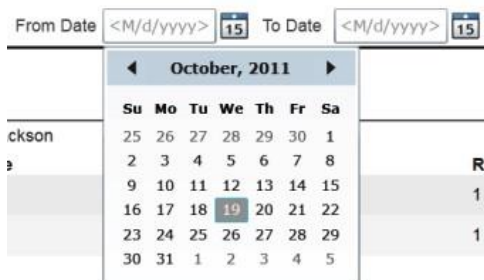 From Date <M/d/yyyy> 15 To Date <M/d/yyyy> 15
October, 2011
Su Mo Tu We Th Fr Sa
25 26 27 28 29 30 1
ckson
2 3 4 5 6 7 8
e R
9 10 11 12 13 14 15
1
16 17 18 19 20 21 22
23 24 25 26 27 28 29
1
30 31 1 2 3 4 5